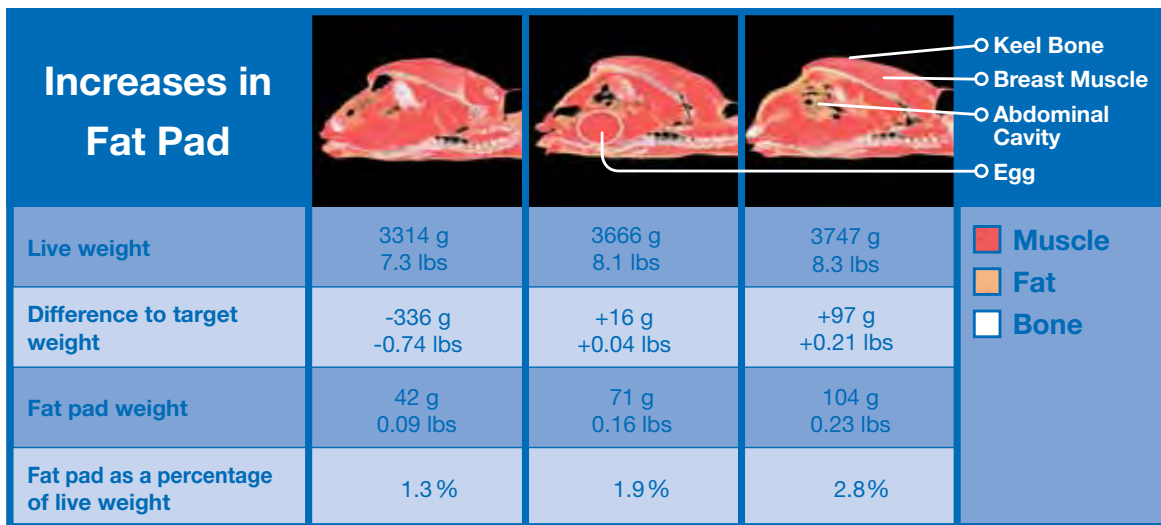 Increases in
Fat Pad
Keel Bone
Breast Muscle
Abdominal
Cavity
Egg
Live weight
3314 g
7.3 lbs
3666 g
8.1 lbs
3747 g
8.3 lbs
Muscle
Fat
Bone
Difference to target
weight
-336 g
-0.74 lbs
+16 g
+0.04 lbs
+97 g
+0.21 lbs
Fat pad weight
42 g
0.09 lbs
71 g
0.16 lbs
104 g
0.23 lbs
Fat pad as a percentage
of live weight
1.3%
1.9%
2.8%